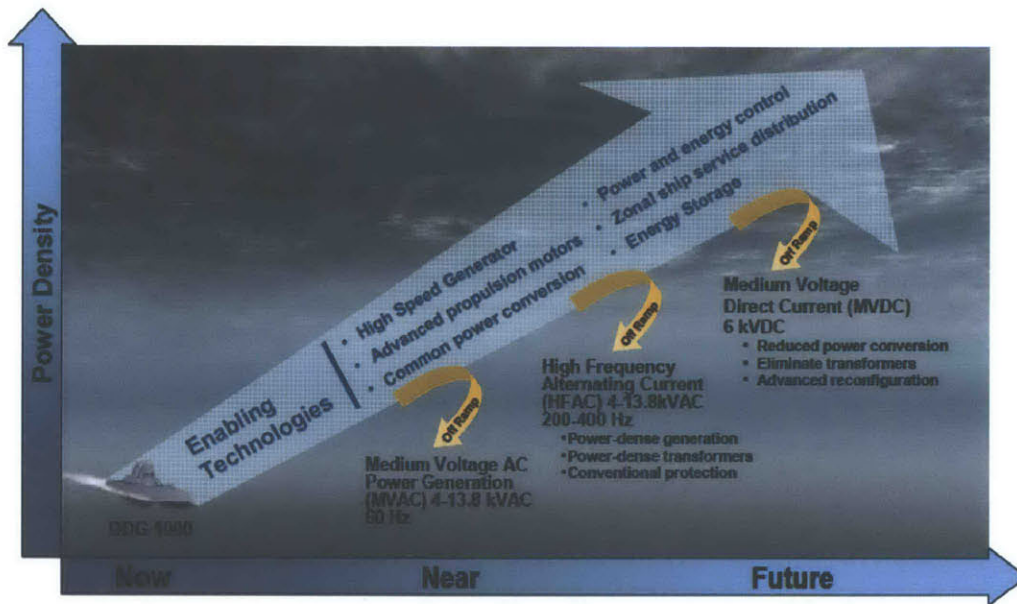 Power Density
Enabling
Technologies
• High Speed Generator
• Advanced propulsion motors
• Common power conversion
• Power and energy control
• Zonal ship service distribution
• Energy Storage
Off Ramp
Medium Voltage AC
Power Generation
(MVAC) 4-13.8 kVAC
60 Hz
Off Ramp
High Frequency
Alternating Current
(HFAC) 4-13.8kVAC
200-400 Hz
•Power-dense generation
•Power-dense transformers
•Conventional protection
Off Ramp
Medium Voltage
Direct Current (MVDC)
6 kVDC
• Reduced power conversion
• Eliminate transformers
• Advanced reconfiguration
DDG-1000
Now
Near
Future